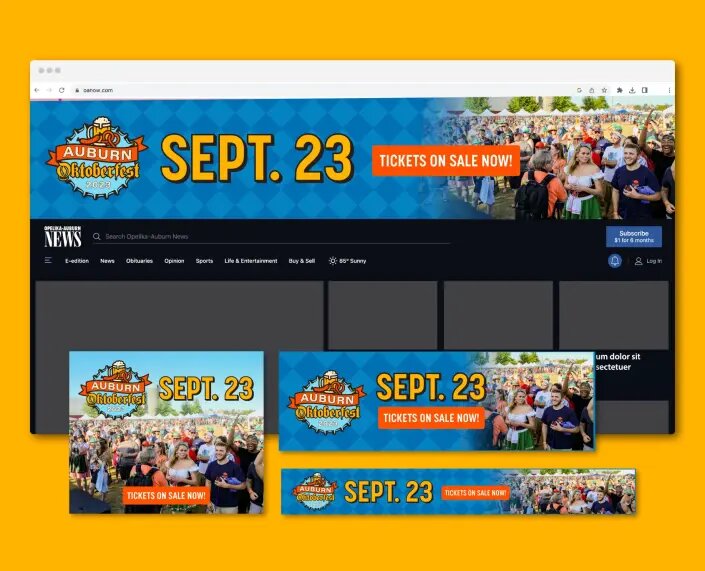 oanow.com
AUBURN
Oktoberfest
2023
SEPT. 23
TICKETS ON SALE NOW!
OPELIKA-AUBURN
NEWS
Search Opelika-Auburn News
Subscribe
$1 for 6 months
E-edition News Obituaries Opinion Sports Life & Entertainment Buy & Sell 85° Sunny
Log In
um dolor sit
sectetuer
AUBURN
Oktoberfest
2023
SEPT. 23
TICKETS ON SALE NOW!
AUBURN
Oktoberfest
2023
SEPT. 23
TICKETS ON SALE NOW!
AUBURN
Oktoberfest
SEPT. 23
TICKETS ON SALE NOW!